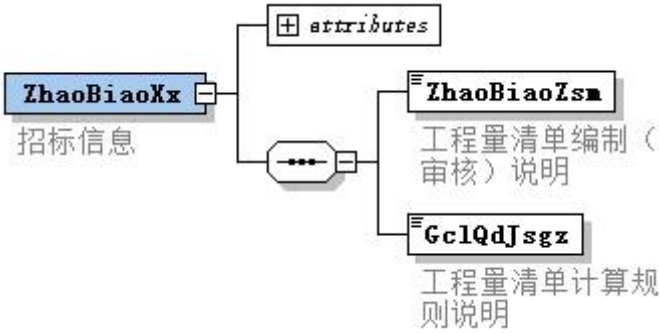 attributes
ZhaoBiaoXx
招标信息
ZhaoBiaoZsm
工程量清单编制（
审核）说明
GclQdJsgz
工程量清单计算规
则说明